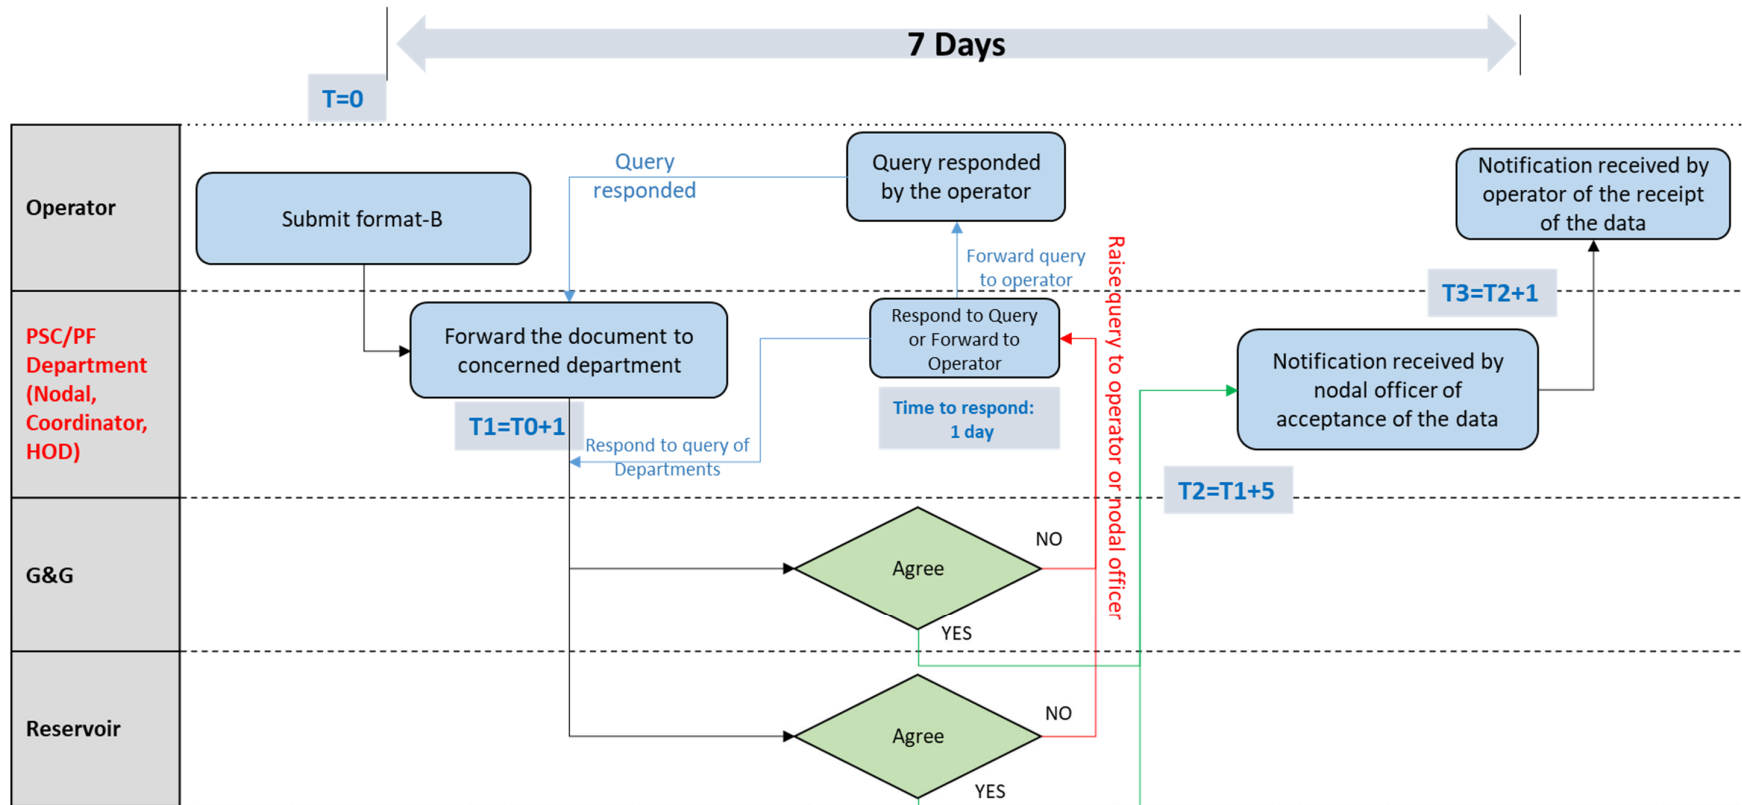 7 Days
T=0
Operator
Submit format-B
Query
responded
Query responded
by the operator
Forward query
to operator
Notification received by
operator of the receipt
of the data
T3=T2+1
PSC/PF
Department
(Nodal,
Coordinator,
HOD)
Forward the document to
concerned department
T1=T0+1
Respond to query of
Departments
Respond to Query
or Forward to
Operator
Time to respond:
1 day
Raise query to operator or nodal officer
Notification received by
nodal officer of
acceptance of the data
T2=T1+5
G&G
Agree
NO
YES
Reservoir
Agree
NO
YES